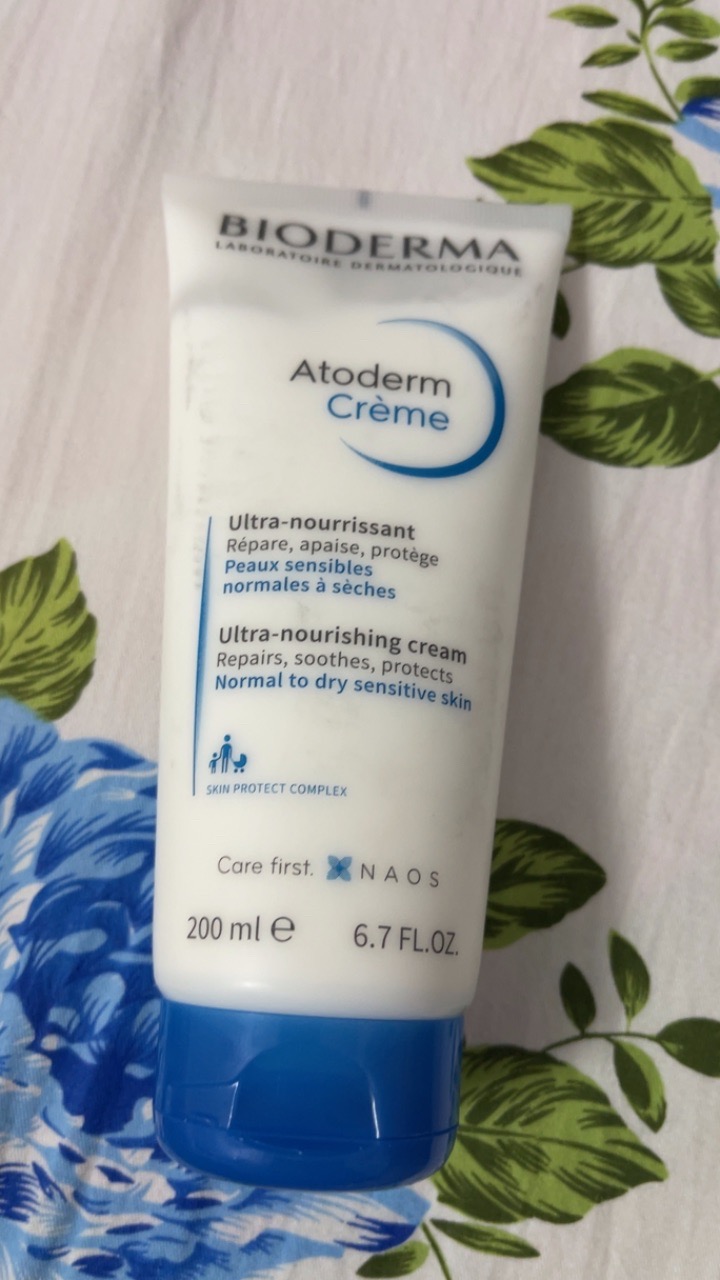 BIODERMA
LABORATOIRE DERMATOLOGIQUE
Atoderm
Crème
Ultra-nourrissant
Répare, apaise, protège
Peaux sensibles
normales à sèches
Ultra-nourishing cream
Repairs, soothes, protects
Normal to dry sensitive skin
SKIN PROTECT COMPLEX
Care first. NAOS
200 ml e 6.7 FL.OZ.